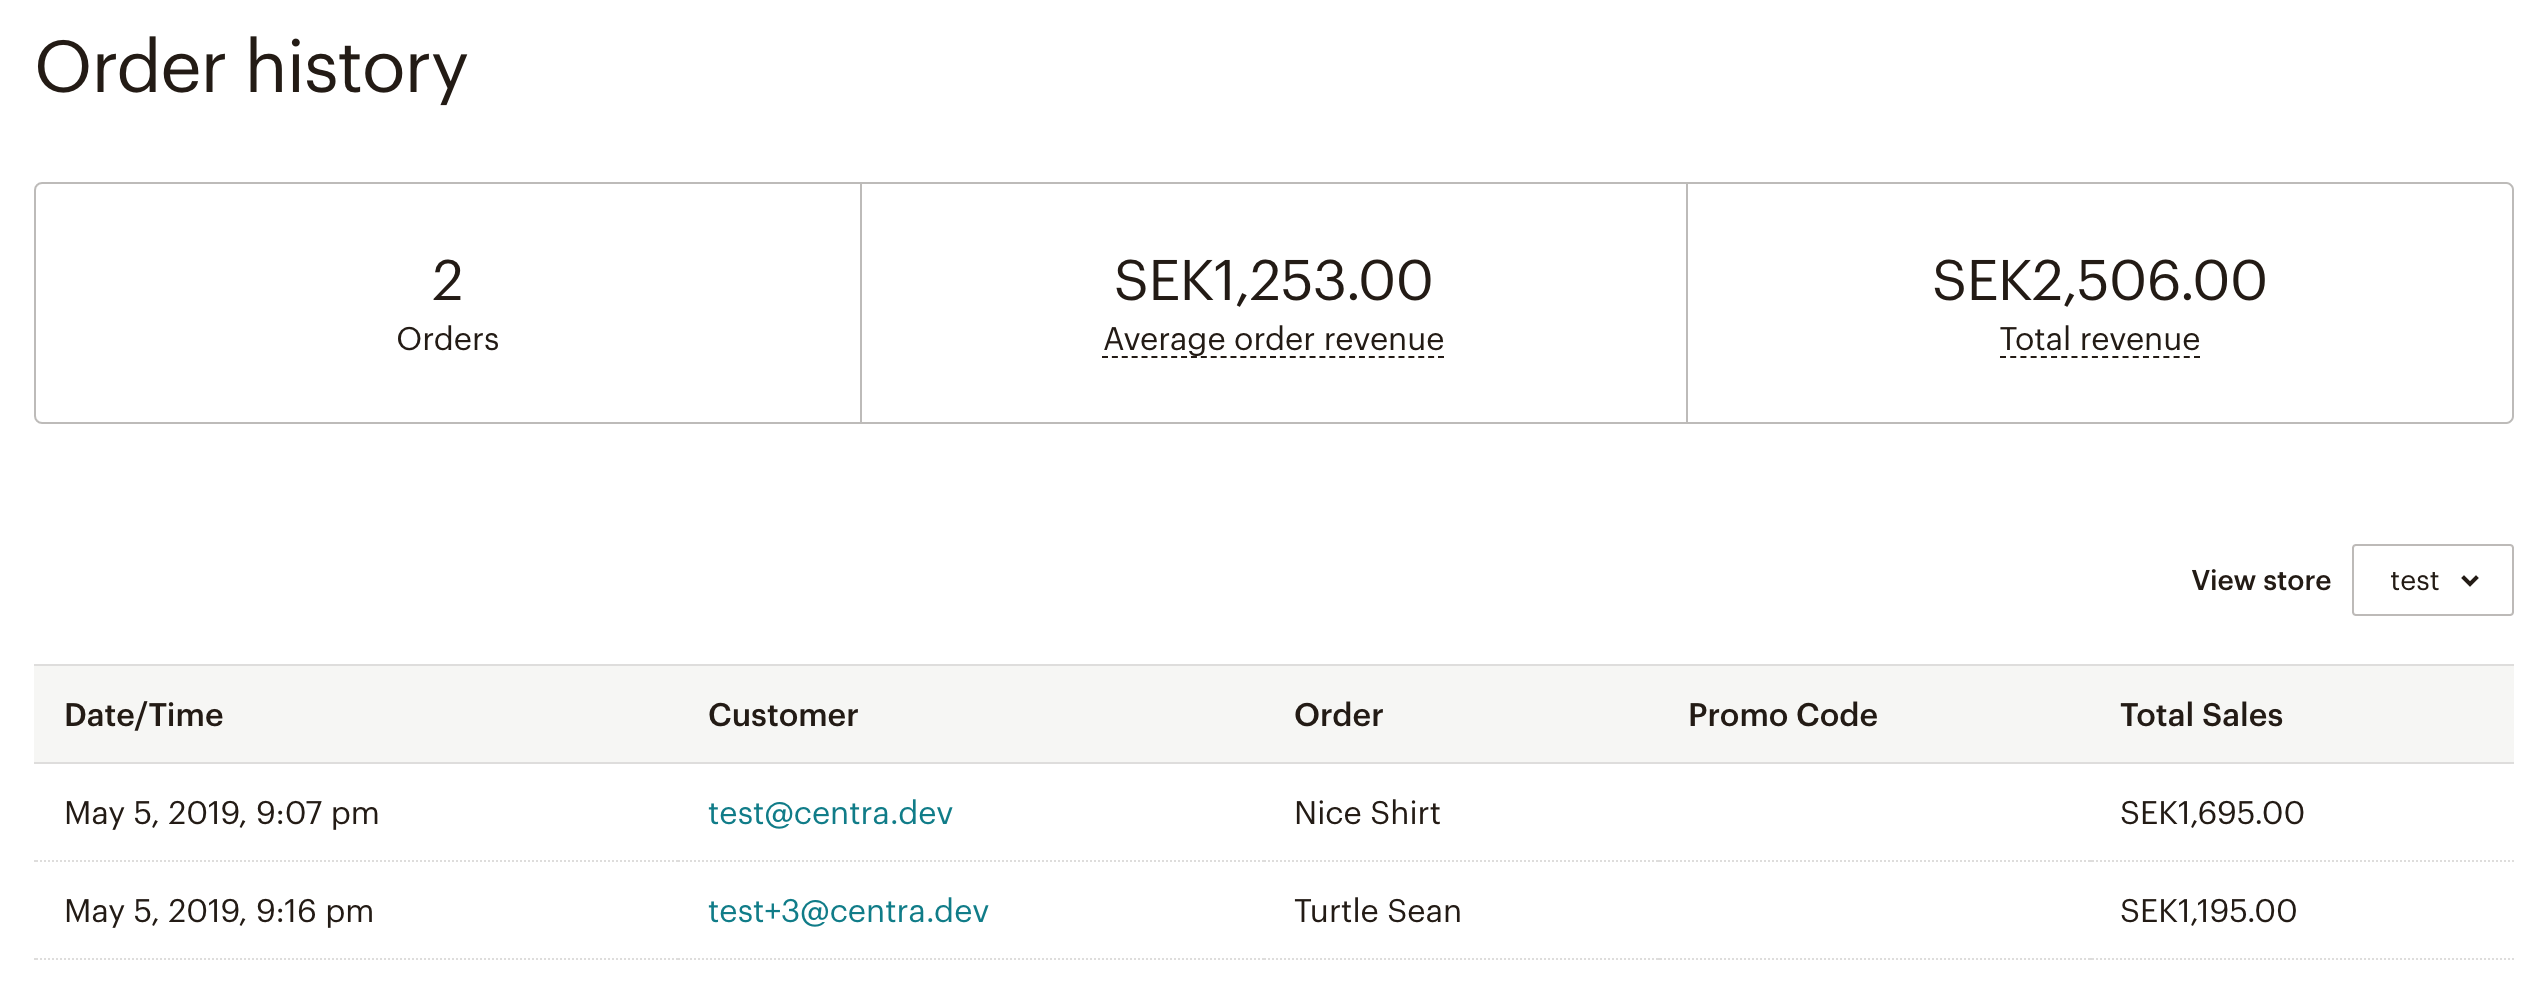 Order history
2
Orders
SEK1,253.00
Average order revenue
SEK2,506.00
Total revenue
View store test
Date/Time Customer Order Promo Code Total Sales
May 5, 2019, 9:07 pm test@centra.dev Nice Shirt SEK1,695.00
May 5, 2019, 9:16 pm test+3@centra.dev Turtle Sean SEK1,195.00